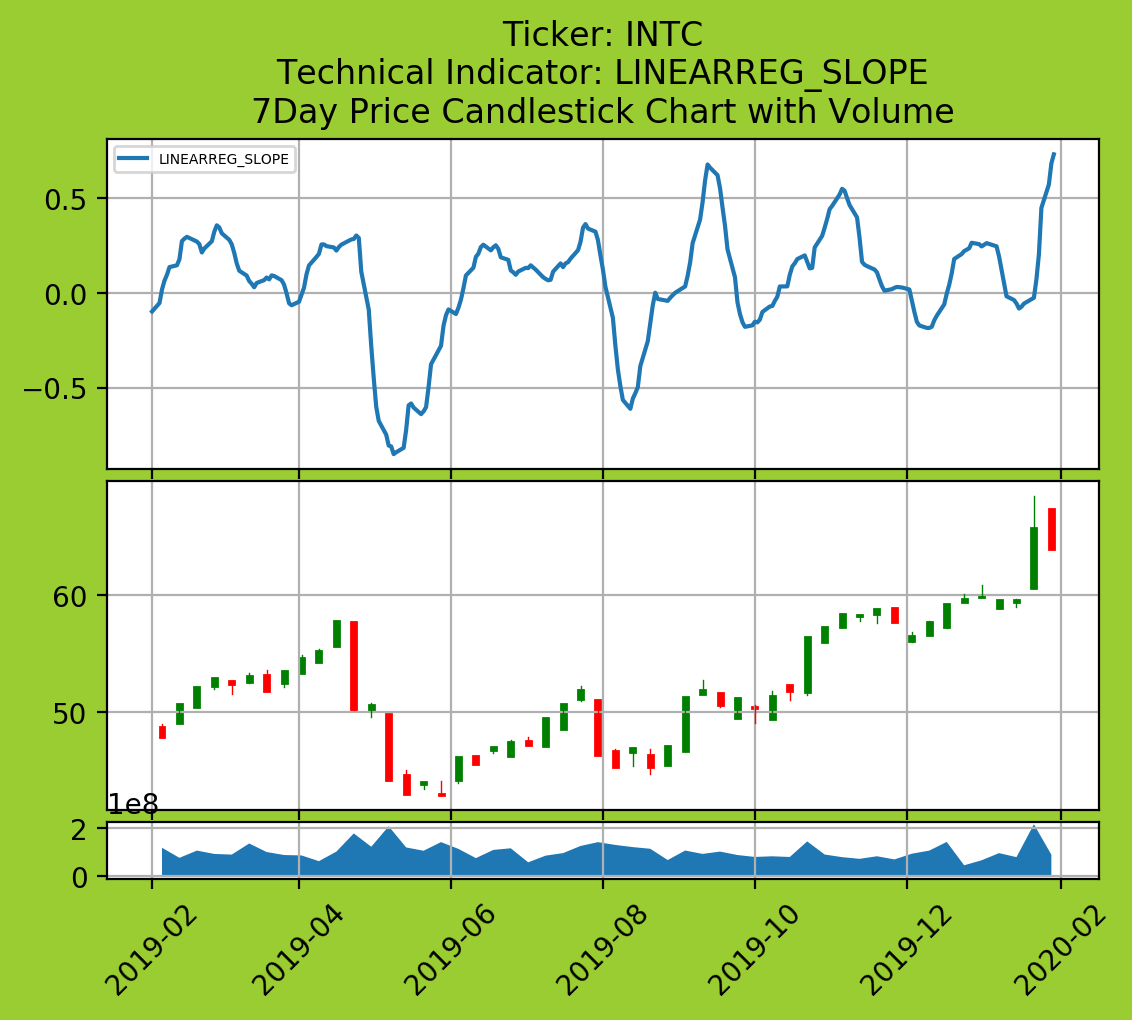 Ticker: INTC
Technical Indicator: LINEARREG_SLOPE
7Day Price Candlestick Chart with Volume
LINEARREG_SLOPE
0.5
0.0
−0.5
60
50
1e8
2
0
2019-02
2019-04
2019-06
2019-08
2019-10
2019-12
2020-02